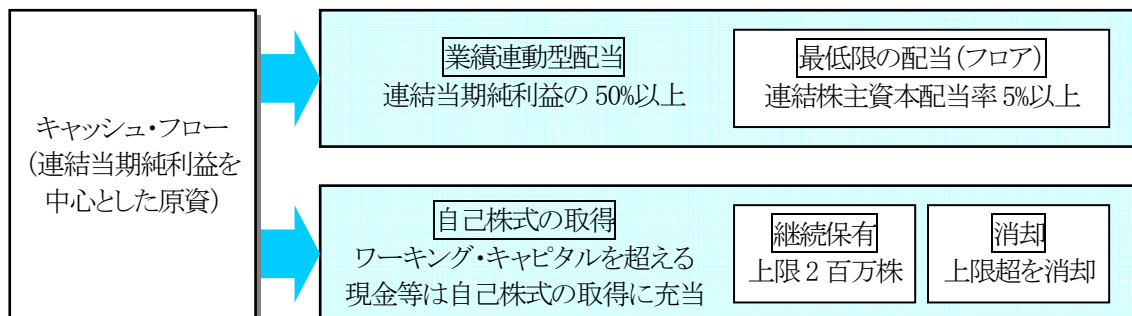 キャッシュ・フロー
（連結当期純利益を
中心とした原資）
業績連動型配当
連結当期純利益の 50%以上
最低限の配当（フロア）
連結株主資本配当率 5%以上
自己株式の取得
ワーキング・キャピタルを超える
現金等は自己株式の取得に充当
継続保有
上限 2 百万株
消却
上限超を消却